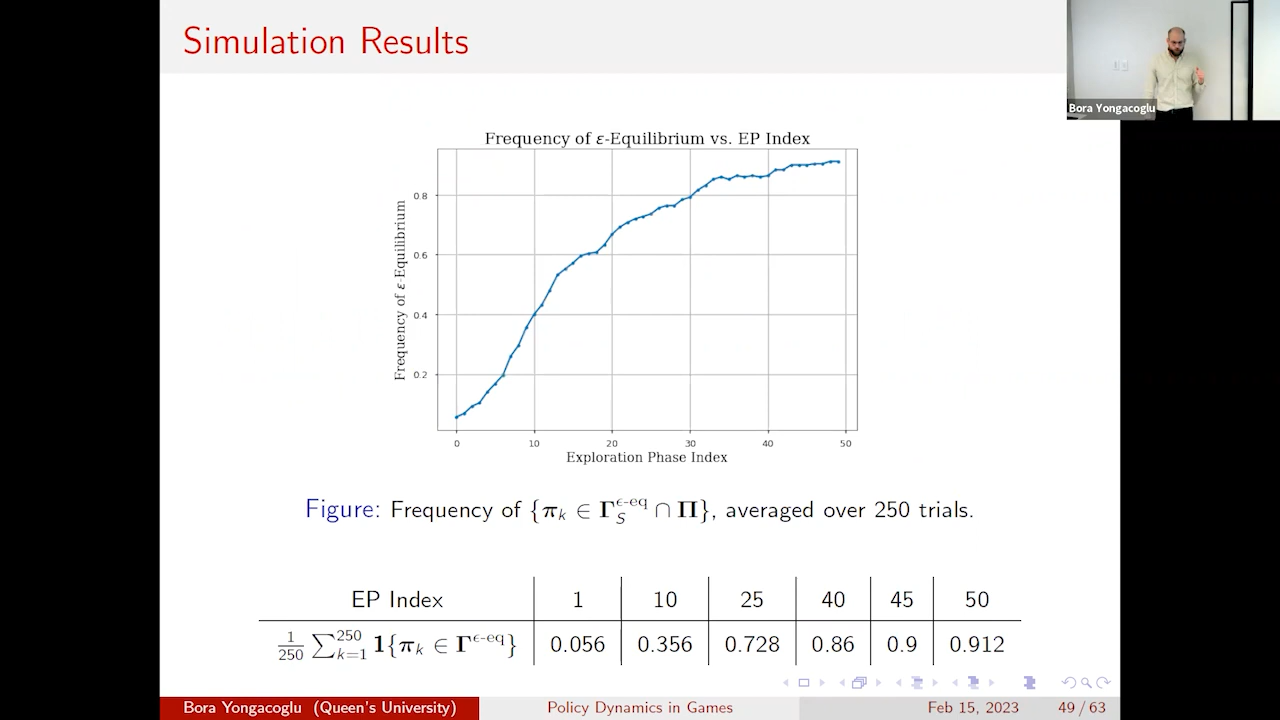 Simulation Results
Bora Yongacoglu
Frequency of ε-Equilibrium vs. EP Index
Frequency of ε-Equilibrium
0.8
0.6
0.4
0.2
0 10 20 30 40 50
Exploration Phase Index
Figure: Frequency of {π_k ∈ Γ_S^{ϵ-eq} ∩ Π}, averaged over 250 trials.
EP Index 1 10 25 40 45 50
1/250 ∑_{k=1}^{250} 1{π_k ∈ Γ^{ϵ-eq}} 0.056 0.356 0.728 0.86 0.9 0.912
Bora Yongacoglu (Queen's University) Policy Dynamics in Games Feb 15, 2023 49 / 63